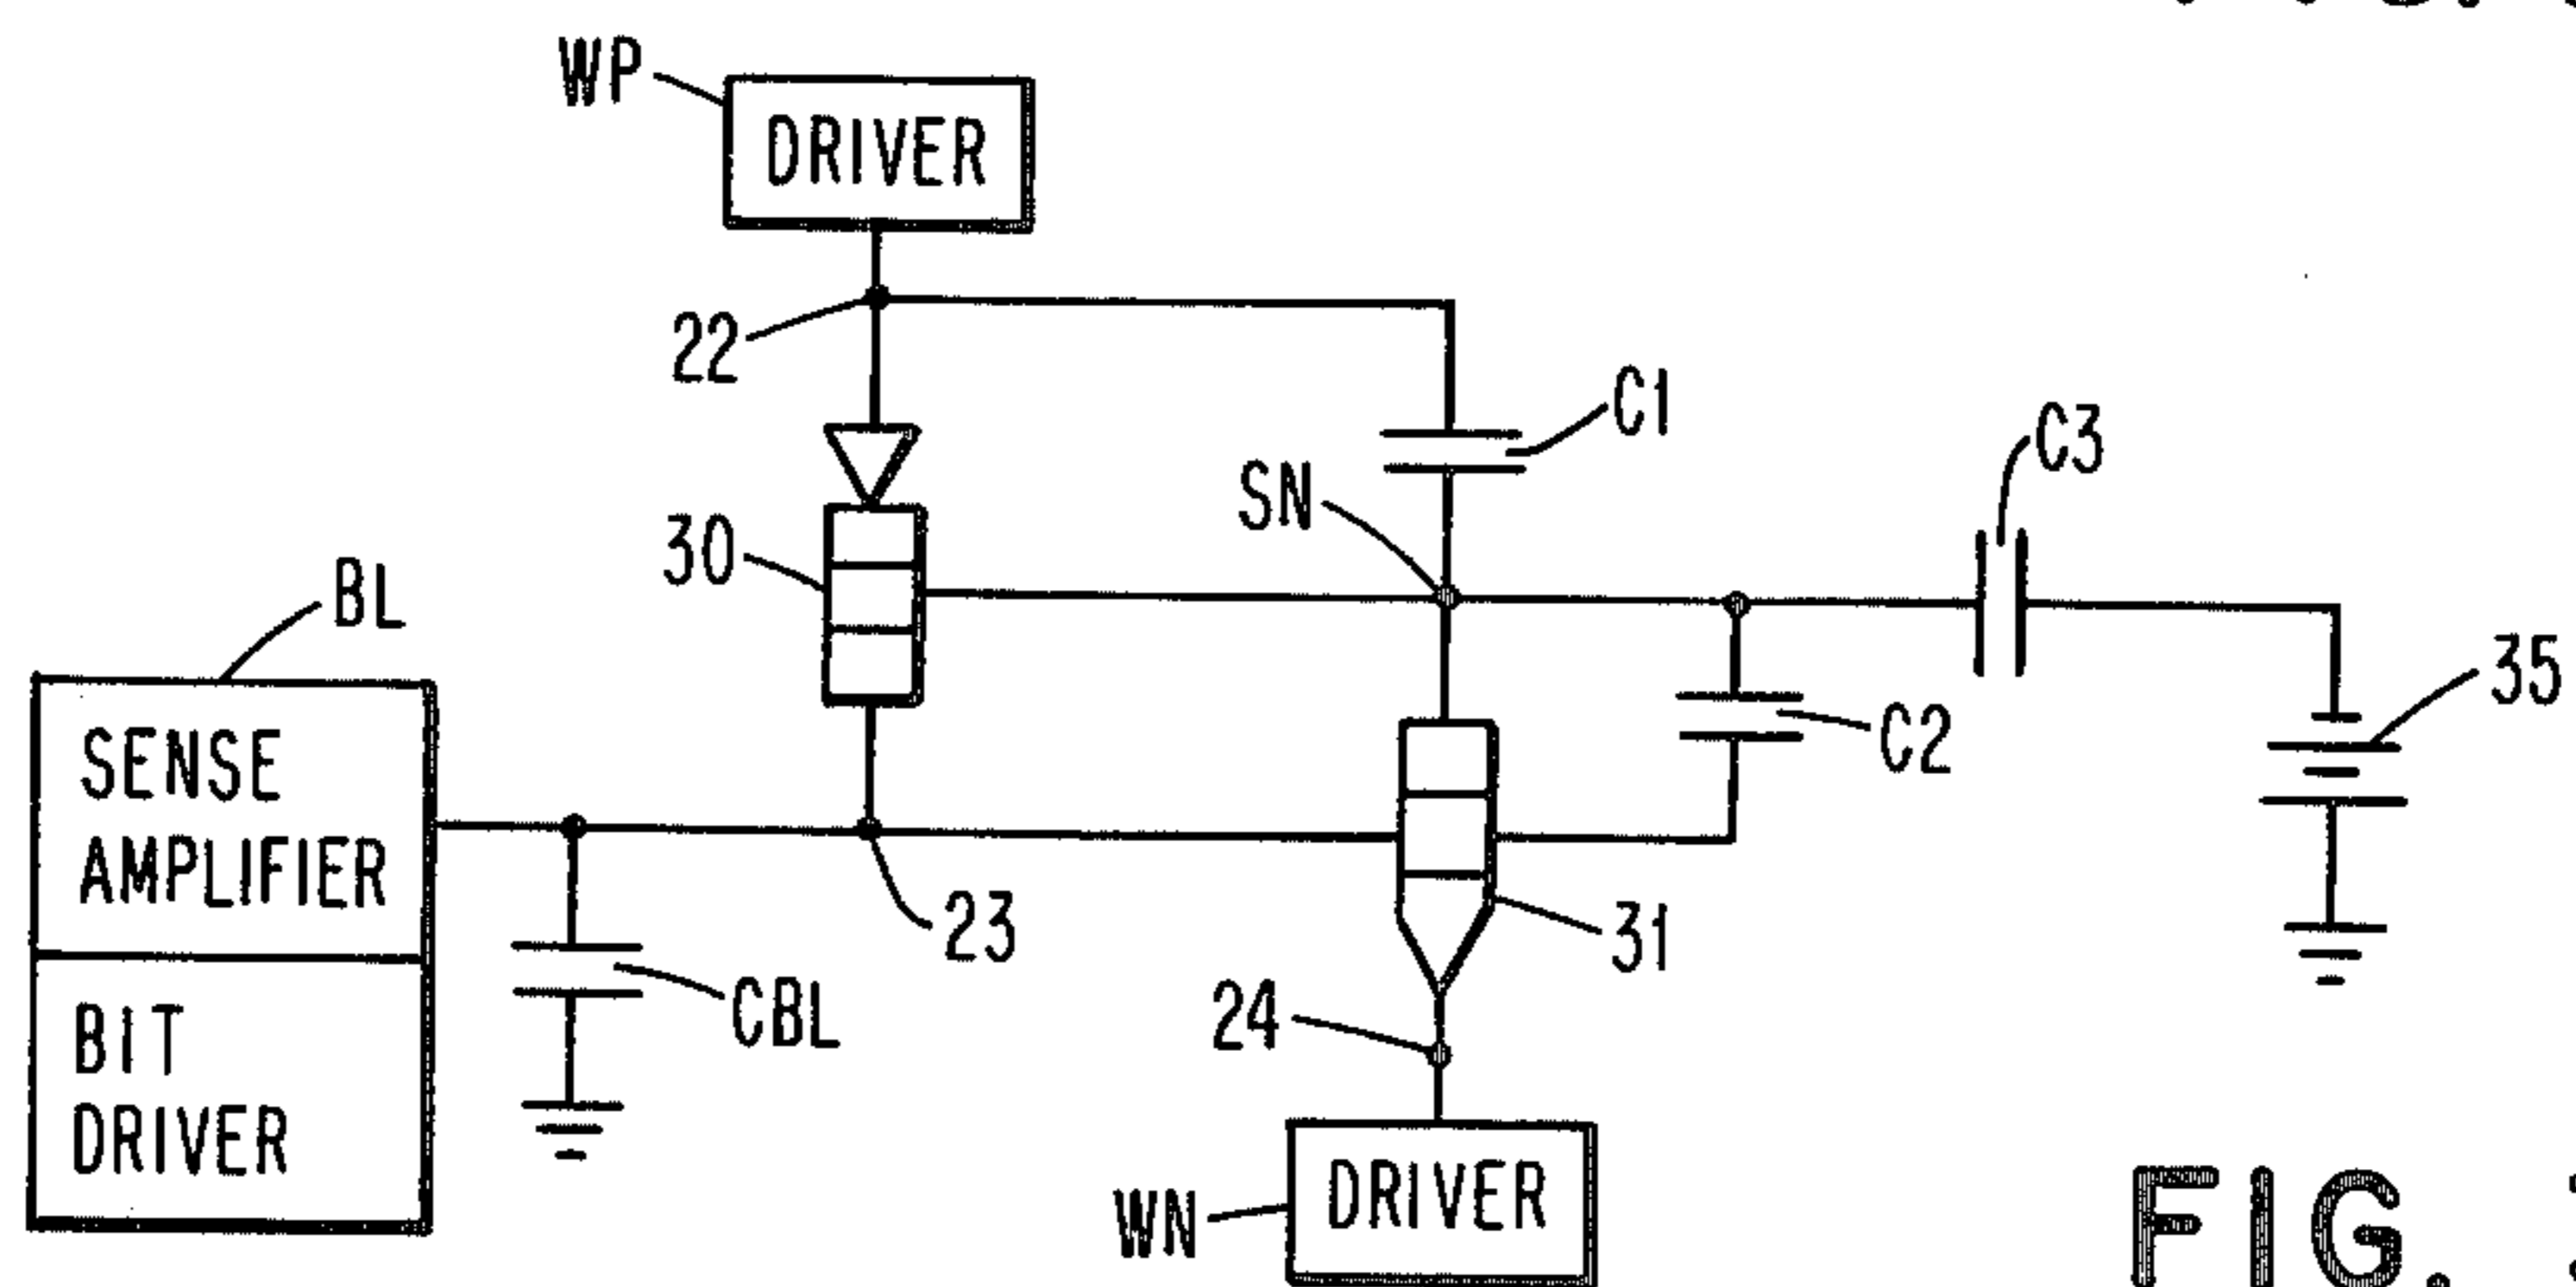 WP
DRIVER
22
C1
C3
SN
30
BL
35
SENSE
AMPLIFIER
C2
23
31
CBL
24
BIT
DRIVER
WN
DRIVER
FIG.